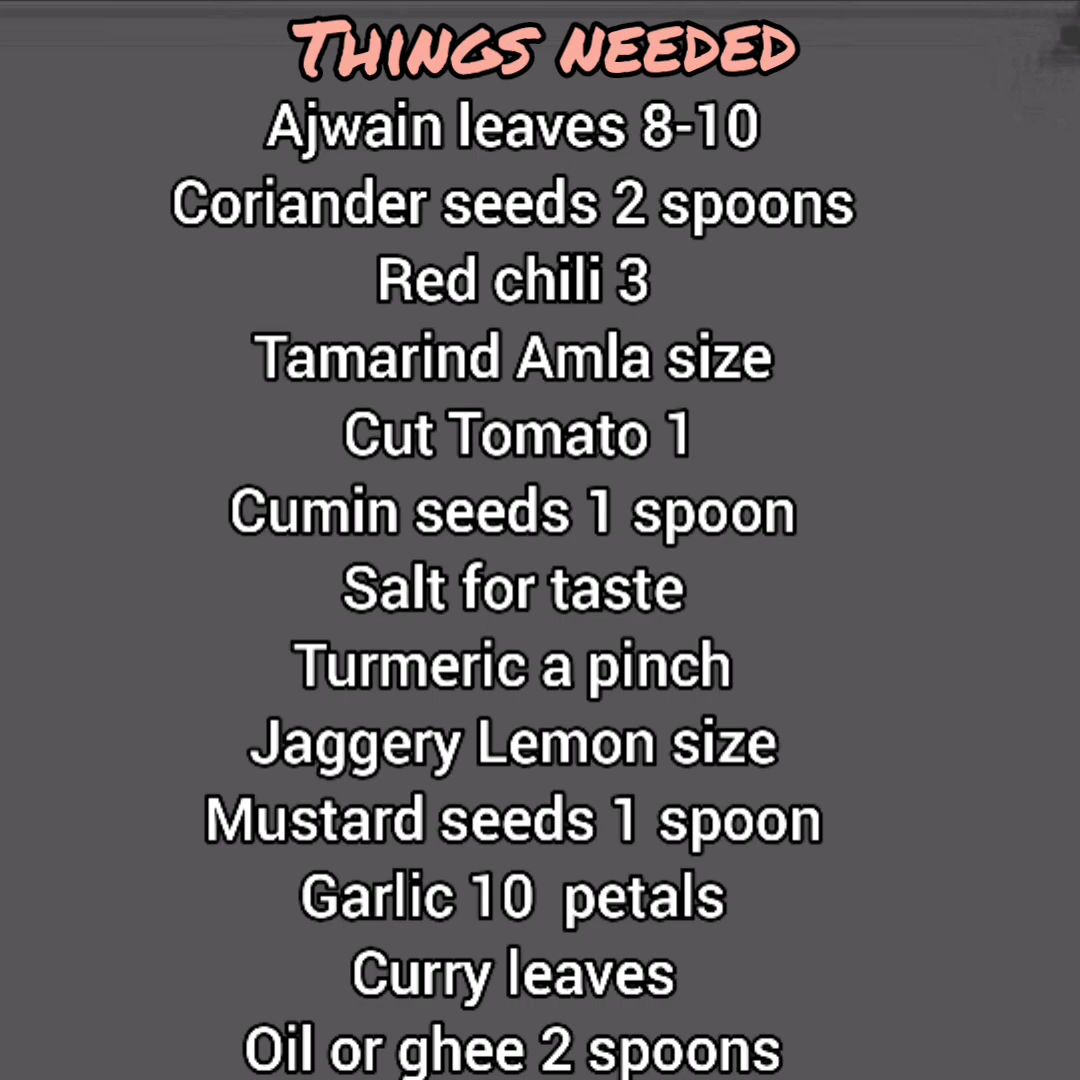 THINGS NEEDED
Ajwain leaves 8-10
Coriander seeds 2 spoons
Red chili 3
Tamarind Amla size
Cut Tomato 1
Cumin seeds 1 spoon
Salt for taste
Turmeric a pinch
Jaggery Lemon size
Mustard seeds 1 spoon
Garlic 10  petals
Curry leaves
Oil or ghee 2 spoons